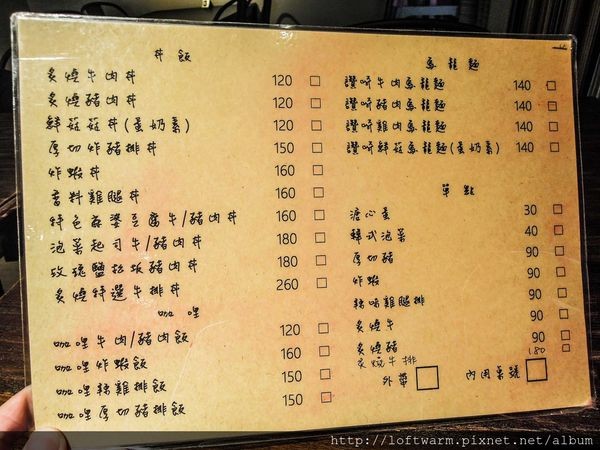 丼飯
炙燒牛肉丼 120
炙燒豬肉丼 120
鮮菇菇丼(蛋奶素) 120
厚切炸豬排丼 150
炸蝦丼 160
香料雞腿丼 160
特色麻婆豆腐牛/豬肉丼 160
泡菜起司牛/豬肉丼 180
玫瑰鹽松坂豬肉丼 180
炙燒特選牛排丼 260
咖哩
咖哩牛肉/豬肉飯 120
咖哩炸蝦飯 160
咖哩辣雞排飯 150
咖哩厚切豬排飯 150
烏龍麵
讚岐牛肉烏龍麵 140
讚岐豬肉烏龍麵 140
讚岐雞肉烏龍麵 140
讚岐鮮菇烏龍麵(蛋奶素) 140
單點
溏心蛋 30
韓式泡菜 40
厚切豬 90
炸蝦 90
辣味雞腿排 90
炙燒牛 90
炙燒豬 90
炙燒牛排 180
外帶 內用桌號
http://loftwarm.pixnet.net/album